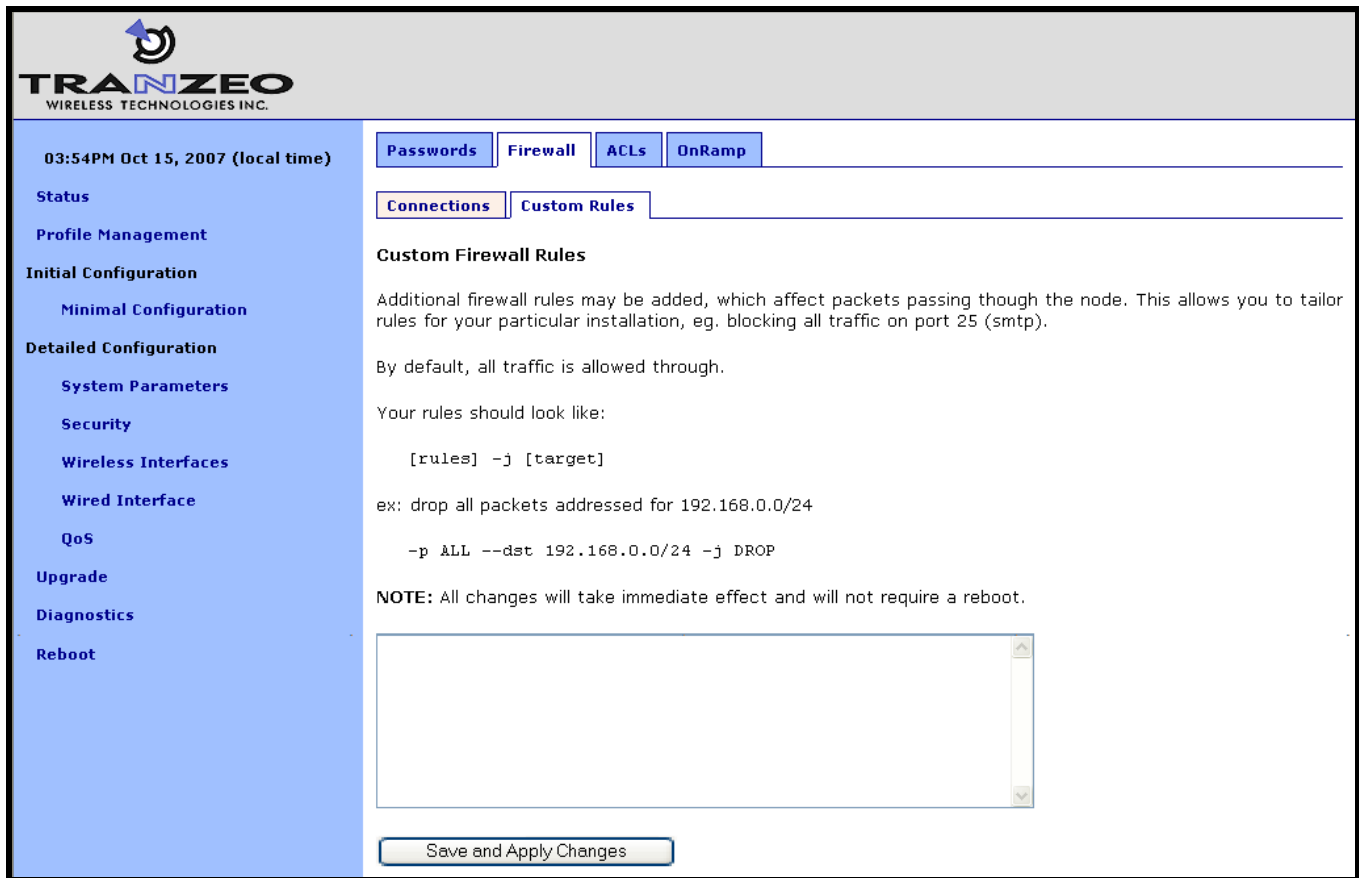 TRANZEO
WIRELESS TECHNOLOGIES INC.
03:54PM Oct 15, 2007 (local time)
Status
Profile Management
Initial Configuration
Minimal Configuration
Detailed Configuration
System Parameters
Security
Wireless Interfaces
Wired Interface
QoS
Upgrade
Diagnostics
Reboot
Passwords Firewall ACLs OnRamp
Connections Custom Rules
Custom Firewall Rules
Additional firewall rules may be added, which affect packets passing though the node. This allows you to tailor
rules for your particular installation, eg. blocking all traffic on port 25 (smtp).
By default, all traffic is allowed through.
Your rules should look like:
[rules] -j [target]
ex: drop all packets addressed for 192.168.0.0/24
-p ALL --dst 192.168.0.0/24 -j DROP
NOTE: All changes will take immediate effect and will not require a reboot.
Save and Apply Changes